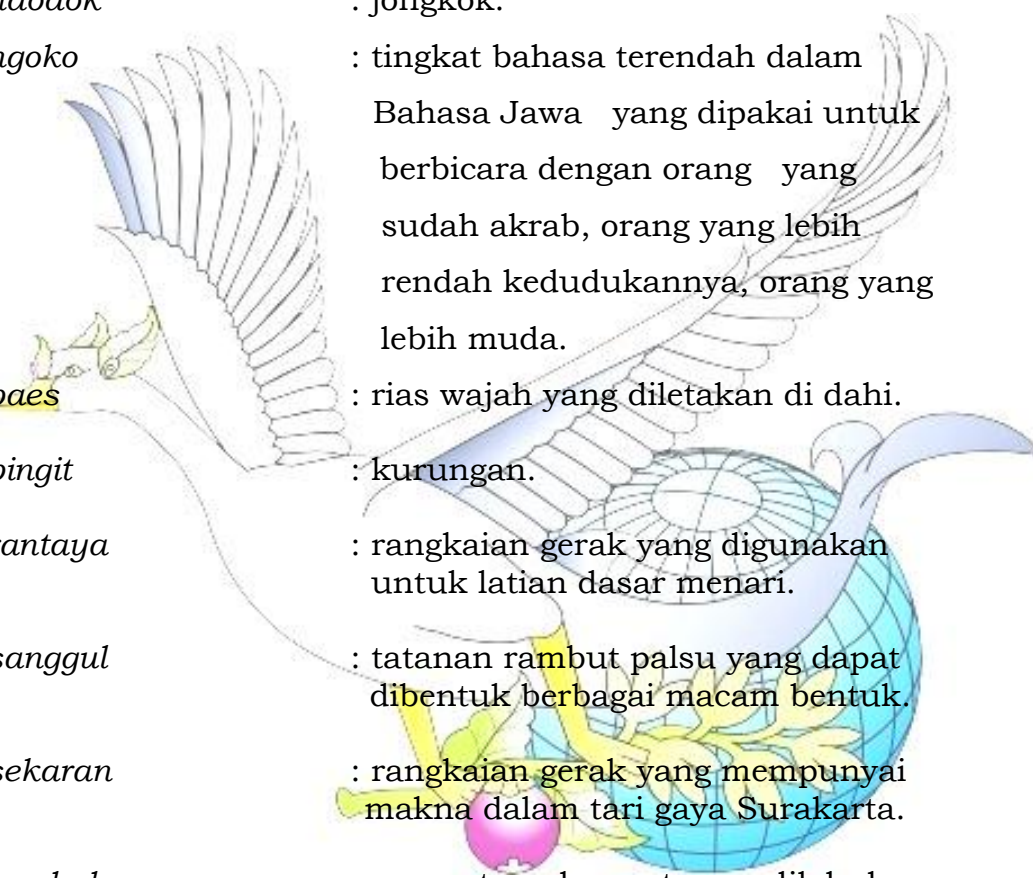 : jongkok.
ngoko : tingkat bahasa terendah dalam
Bahasa Jawa yang dipakai untuk
berbicara dengan orang yang
sudah akrab, orang yang lebih
rendah kedudukannya, orang yang
lebih muda.
paes : rias wajah yang diletakan di dahi.
pingit : kurungan.
rantaya : rangkaian gerak yang digunakan
untuk latian dasar menari.
sanggul : tatanan rambut palsu yang dapat
dibentuk berbagai macam bentuk.
sekaran : rangkaian gerak yang mempunyai
makna dalam tari gaya Surakarta.